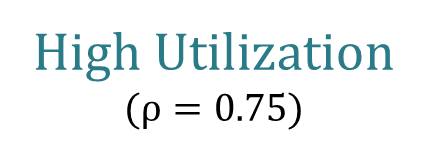 High Utilization
(ρ = 0.75)